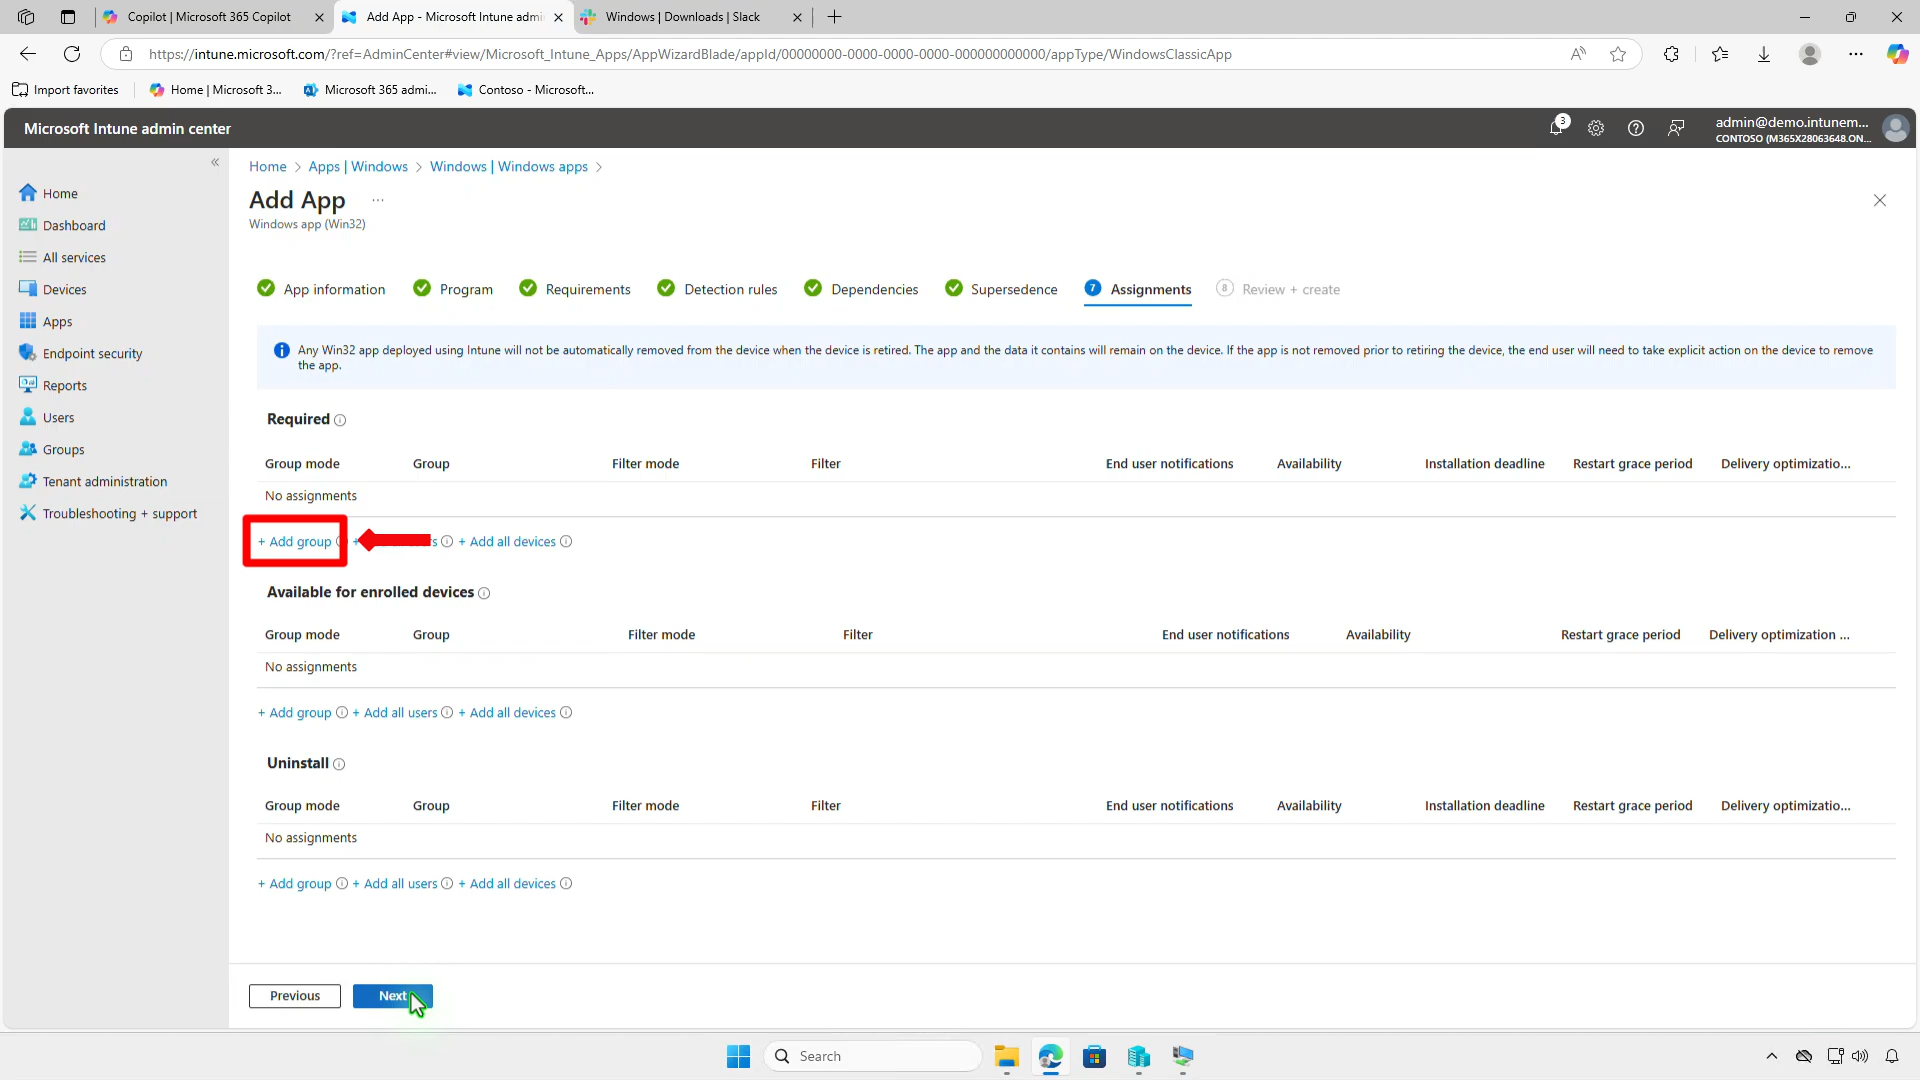 Copilot | Microsoft 365 Copilot
Add App - Microsoft Intune admin
Windows | Downloads | Slack
https://intune.microsoft.com/?ref=AdminCenter#view/Microsoft_Intune_Apps/AppWizardBlade/appId/00000000-0000-0000-0000-000000000000/appType/WindowsClassicApp
Import favorites
Home | Microsoft 3...
Microsoft 365 admi...
Contoso - Microsoft...
Microsoft Intune admin center
3
admin@demo.intunem...
CONTOSO (M365X28063648.ON...
Home
Dashboard
All services
Devices
Apps
Endpoint security
Reports
Users
Groups
Tenant administration
Troubleshooting + support
Home > Apps | Windows > Windows | Windows apps >
Add App ...
Windows app (Win32)
App information
Program
Requirements
Detection rules
Dependencies
Supersedence
7 Assignments
8 Review + create
Any Win32 app deployed using Intune will not be automatically removed from the device when the device is retired. The app and the data it contains will remain on the device. If the app is not removed prior to retiring the device, the end user will need to take explicit action on the device to remove
the app.
Required
Group mode Group Filter mode Filter End user notifications Availability Installation deadline Restart grace period Delivery optimizatio...
No assignments
+ Add group + s + Add all devices
Available for enrolled devices
Group mode Group Filter mode Filter End user notifications Availability Restart grace period Delivery optimization ...
No assignments
+ Add group + Add all users + Add all devices
Uninstall
Group mode Group Filter mode Filter End user notifications Availability Installation deadline Restart grace period Delivery optimizatio...
No assignments
+ Add group + Add all users + Add all devices
Previous
Next
Search